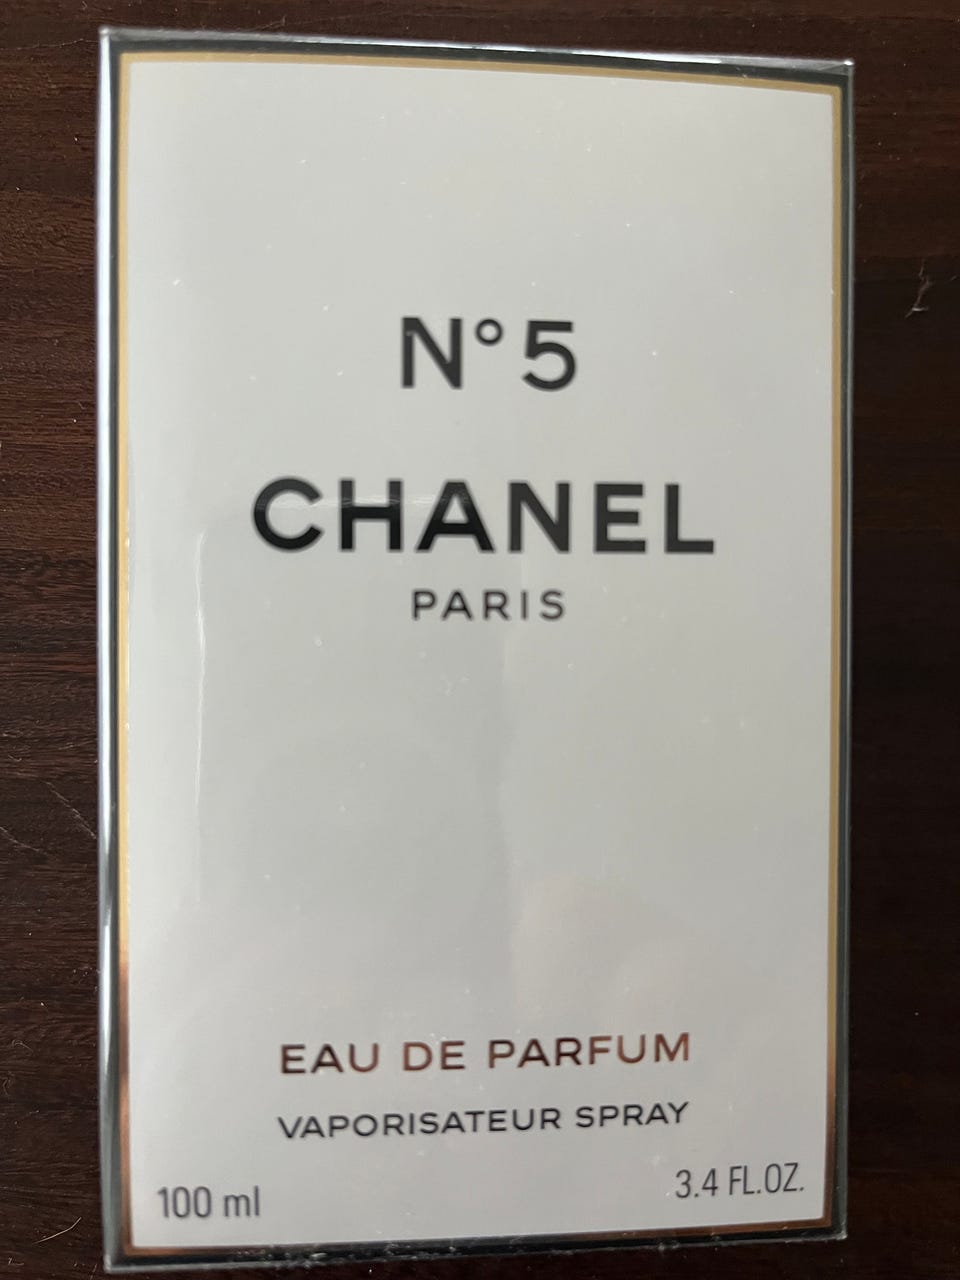 N° 5
CHANEL
PARIS
EAU DE PARFUM
VAPORISATEUR SPRAY
100 ml
3.4 FL.OZ.